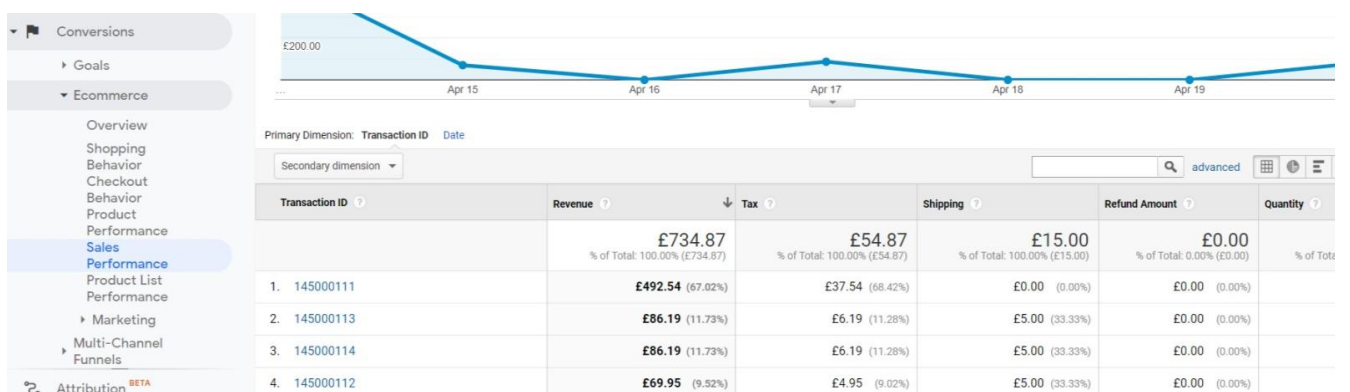 Conversions
Goals
Ecommerce
Overview
Shopping
Behavior
Checkout
Behavior
Product
Performance
Sales
Performance
Product List
Performance
Marketing
Multi-Channel
Funnels
Attribution BETA
£200.00
... Apr 15 Apr 16 Apr 17 Apr 18 Apr 19
Primary Dimension: Transaction ID Date
Secondary dimension advanced
Transaction ID ? Revenue ? Tax ? Shipping ? Refund Amount ? Quantity ?
£734.87 £54.87 £15.00 £0.00
% of Total: 100.00% (£734.87) % of Total: 100.00% (£54.87) % of Total: 100.00% (£15.00) % of Total: 0.00% (£0.00) % of Tota
1. 145000111 £492.54 (67.02%) £37.54 (68.42%) £0.00 (0.00%) £0.00 (0.00%)
2. 145000113 £86.19 (11.73%) £6.19 (11.28%) £5.00 (33.33%) £0.00 (0.00%)
3. 145000114 £86.19 (11.73%) £6.19 (11.28%) £5.00 (33.33%) £0.00 (0.00%)
4. 145000112 £69.95 (9.52%) £4.95 (9.02%) £5.00 (33.33%) £0.00 (0.00%)